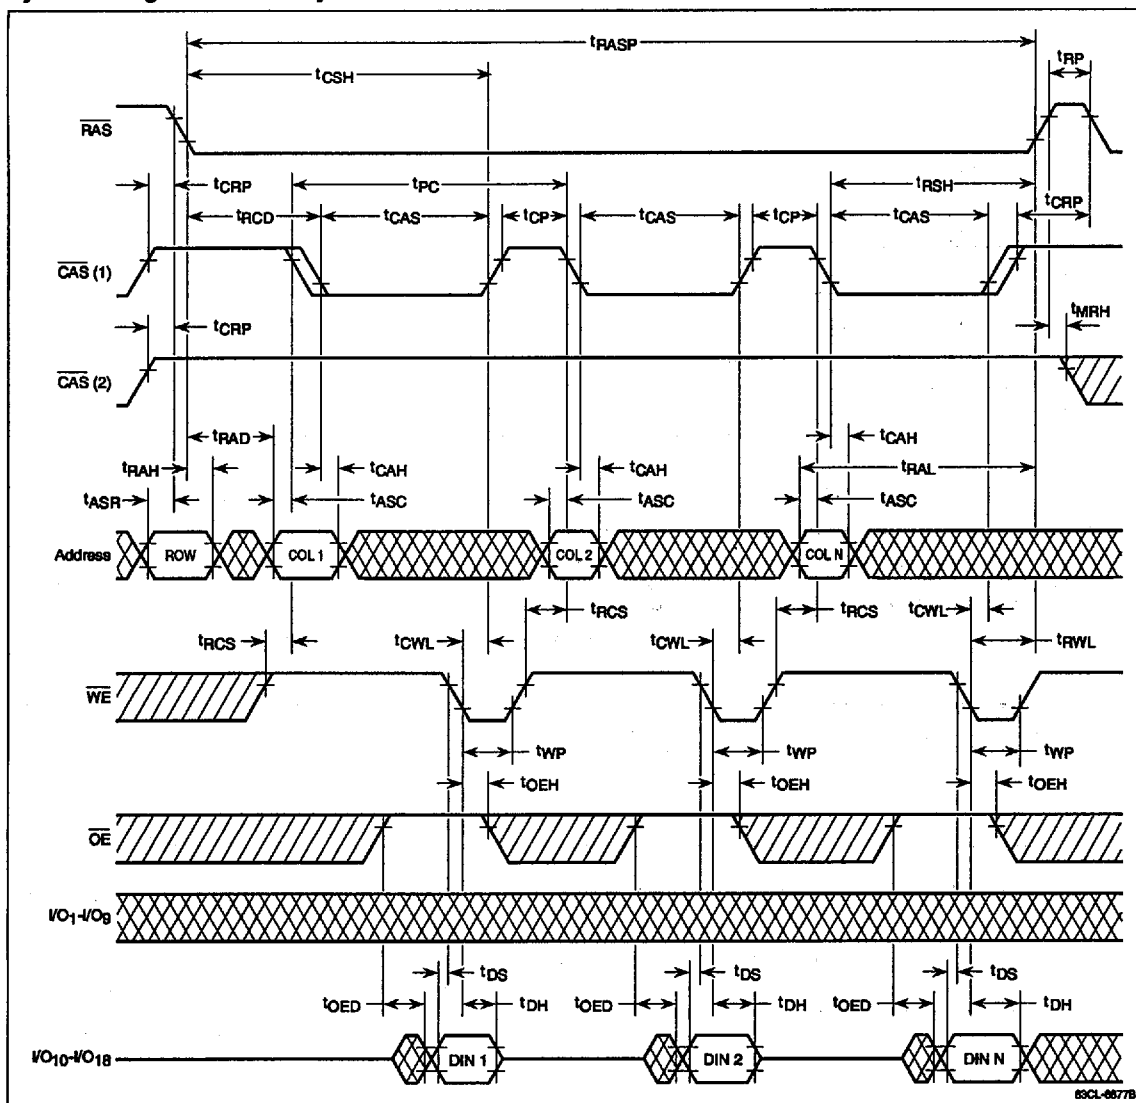 tRASP
tCSH
tRP
RAS
tCRP
tPC
tRSH
tRCD
tCAS
tCP
tCAS
tCP
tCAS
tCRP
CAS (1)
tCRP
tMRH
CAS (2)
tRAD
tCAH
tRAH
tCAH
tCAH
tRAL
tASR
tASC
tASC
tASC
Address
ROW
COL 1
COL 2
COL N
tRCS
tRCS
tCWL
tRCS
tCWL
tCWL
tRWL
WE
tWP
tWP
tWP
tOEH
tOEH
tOEH
OE
I/O1-I/O9
tDS
tDS
tDS
tOED
tDH
tOED
tDH
tOED
tDH
I/O10-I/O18
DIN 1
DIN 2
DIN N
83CL-6677B